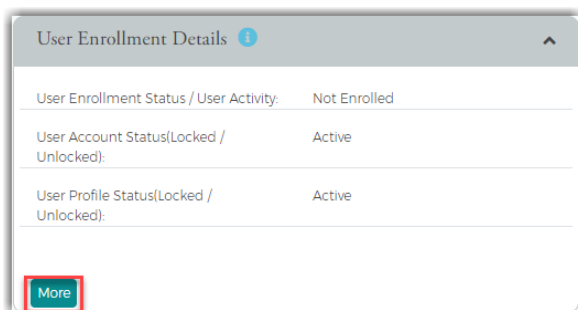 User Enrollment Details
User Enrollment Status / User Activity: Not Enrolled
User Account Status(Locked / Active
Unlocked):
User Profile Status(Locked / Active
Unlocked):
More